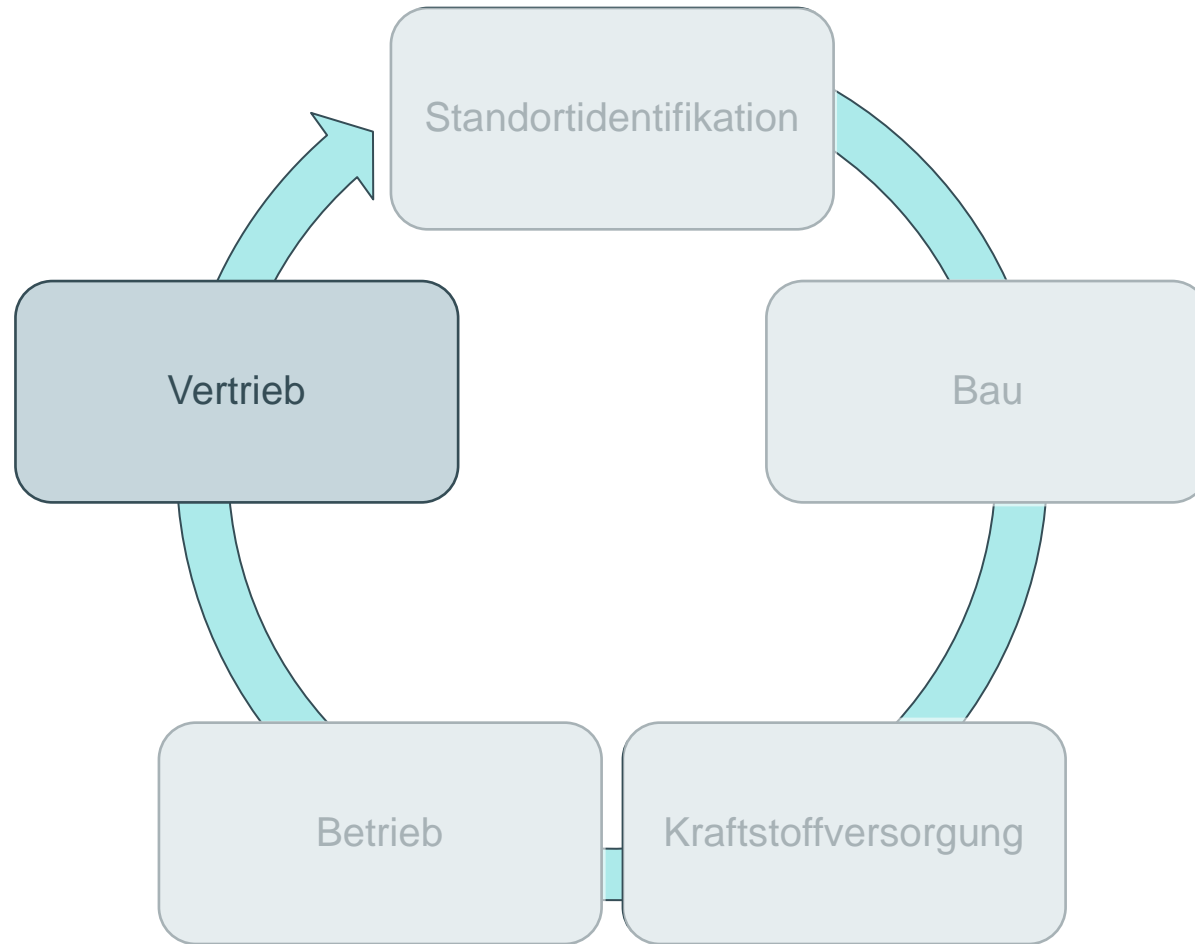 Standortidentifikation
Vertrieb
Bau
Betrieb
Kraftstoffversorgung